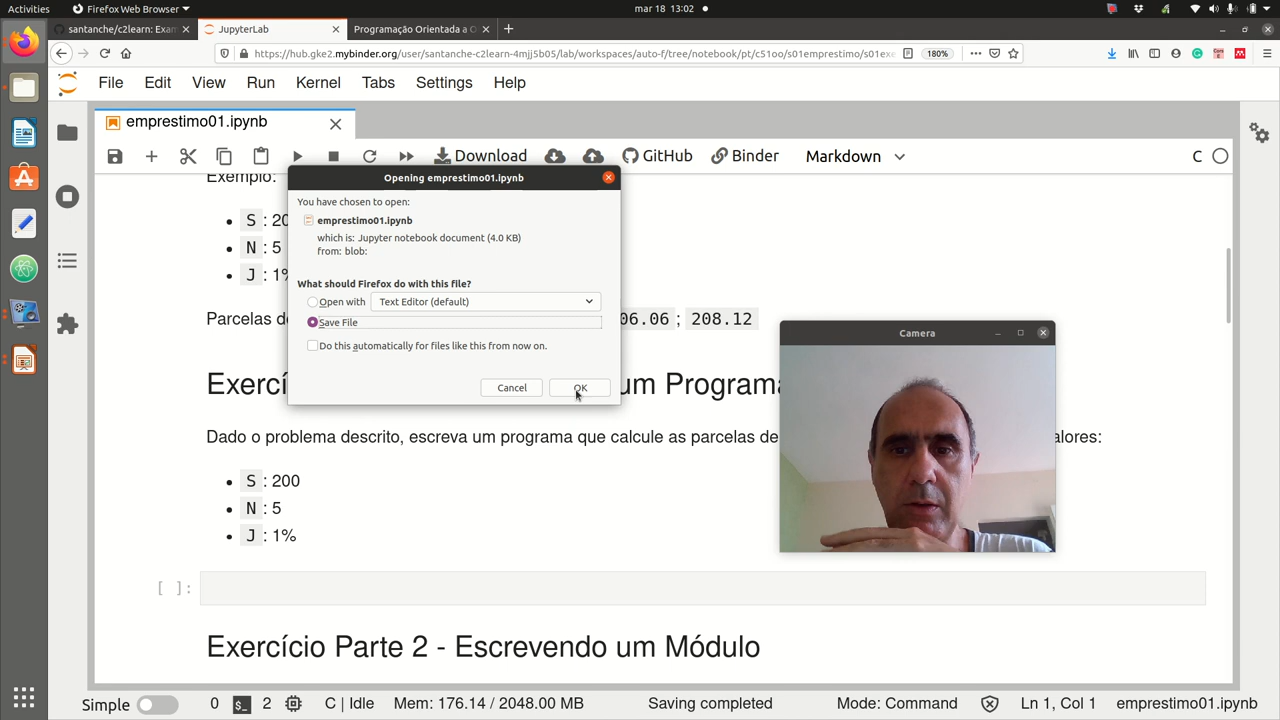 Activities
Firefox Web Browser
mar 18 13:02
santanche/c2learn: Exam
JupyterLab
Programação Orientada a O
https://hub.gke2.mybinder.org/user/santanche-c2learn-4mjj5b05/lab/workspaces/auto-f/tree/notebook/pt/c51oo/s01emprestimo/s01exe
180%
File Edit View Run Kernel Tabs Settings Help
emprestimo01.ipynb
Download GitHub Binder Markdown C
Exemplo:
S : 20
N : 5
J : 1%
Parcelas de
06.06 ; 208.12
Opening emprestimo01.ipynb
You have chosen to open:
emprestimo01.ipynb
which is: Jupyter notebook document (4.0 KB)
from: blob:
What should Firefox do with this file?
Open with Text Editor (default)
Save File
Do this automatically for files like this from now on.
Cancel OK
Camera
Exercí
um Programa
Dado o problema descrito, escreva um programa que calcule as parcelas de
alores:
S : 200
N : 5
J : 1%
[ ]:
Exercício Parte 2 - Escrevendo um Módulo
Simple 0 $_ 2 C | Idle Mem: 176.14 / 2048.00 MB Saving completed Mode: Command Ln 1, Col 1 emprestimo01.ipynb